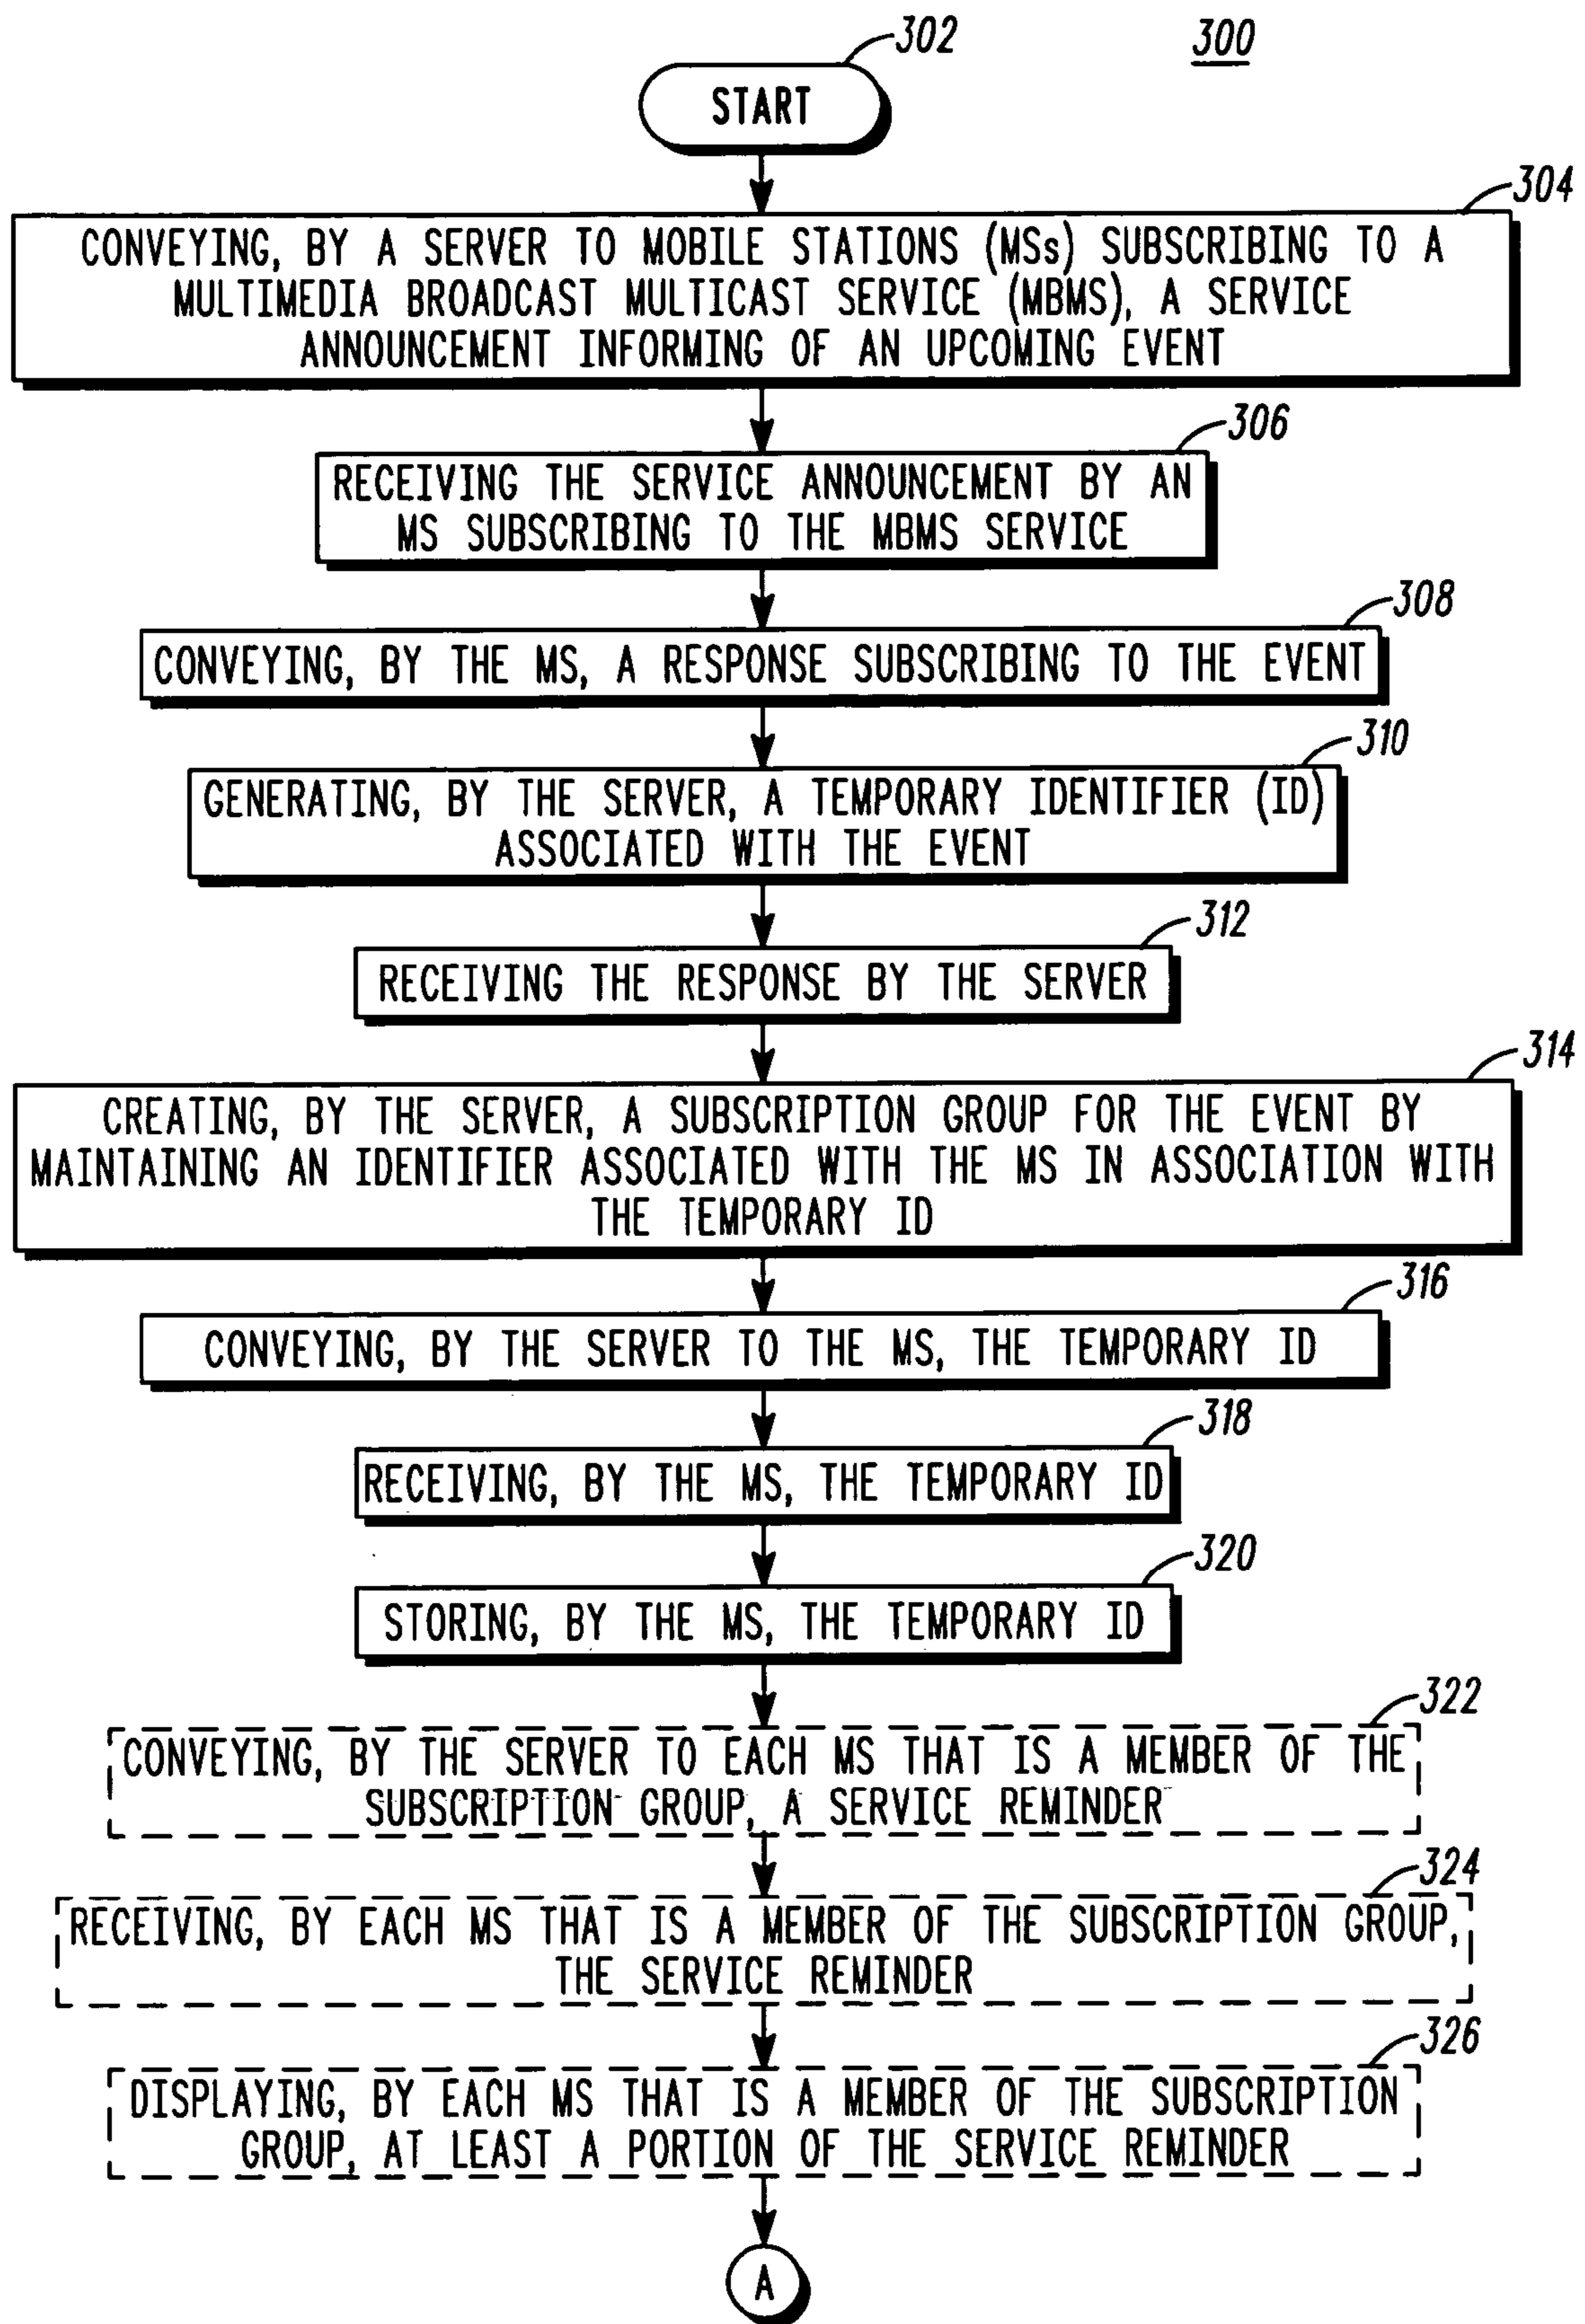 302
300
START
304
CONVEYING, BY A SERVER TO MOBILE STATIONS (MSs) SUBSCRIBING TO A
MULTIMEDIA BROADCAST MULTICAST SERVICE (MBMS), A SERVICE
ANNOUNCEMENT INFORMING OF AN UPCOMING EVENT
306
RECEIVING THE SERVICE ANNOUNCEMENT BY AN
MS SUBSCRIBING TO THE MBMS SERVICE
308
CONVEYING, BY THE MS, A RESPONSE SUBSCRIBING TO THE EVENT
310
GENERATING, BY THE SERVER, A TEMPORARY IDENTIFIER (ID)
ASSOCIATED WITH THE EVENT
312
RECEIVING THE RESPONSE BY THE SERVER
314
CREATING, BY THE SERVER, A SUBSCRIPTION GROUP FOR THE EVENT BY
MAINTAINING AN IDENTIFIER ASSOCIATED WITH THE MS IN ASSOCIATION WITH
THE TEMPORARY ID
316
CONVEYING, BY THE SERVER TO THE MS, THE TEMPORARY ID
318
RECEIVING, BY THE MS, THE TEMPORARY ID
320
STORING, BY THE MS, THE TEMPORARY ID
322
CONVEYING, BY THE SERVER TO EACH MS THAT IS A MEMBER OF THE
SUBSCRIPTION GROUP, A SERVICE REMINDER
324
RECEIVING, BY EACH MS THAT IS A MEMBER OF THE SUBSCRIPTION GROUP,
THE SERVICE REMINDER
326
DISPLAYING, BY EACH MS THAT IS A MEMBER OF THE SUBSCRIPTION
GROUP, AT LEAST A PORTION OF THE SERVICE REMINDER
A